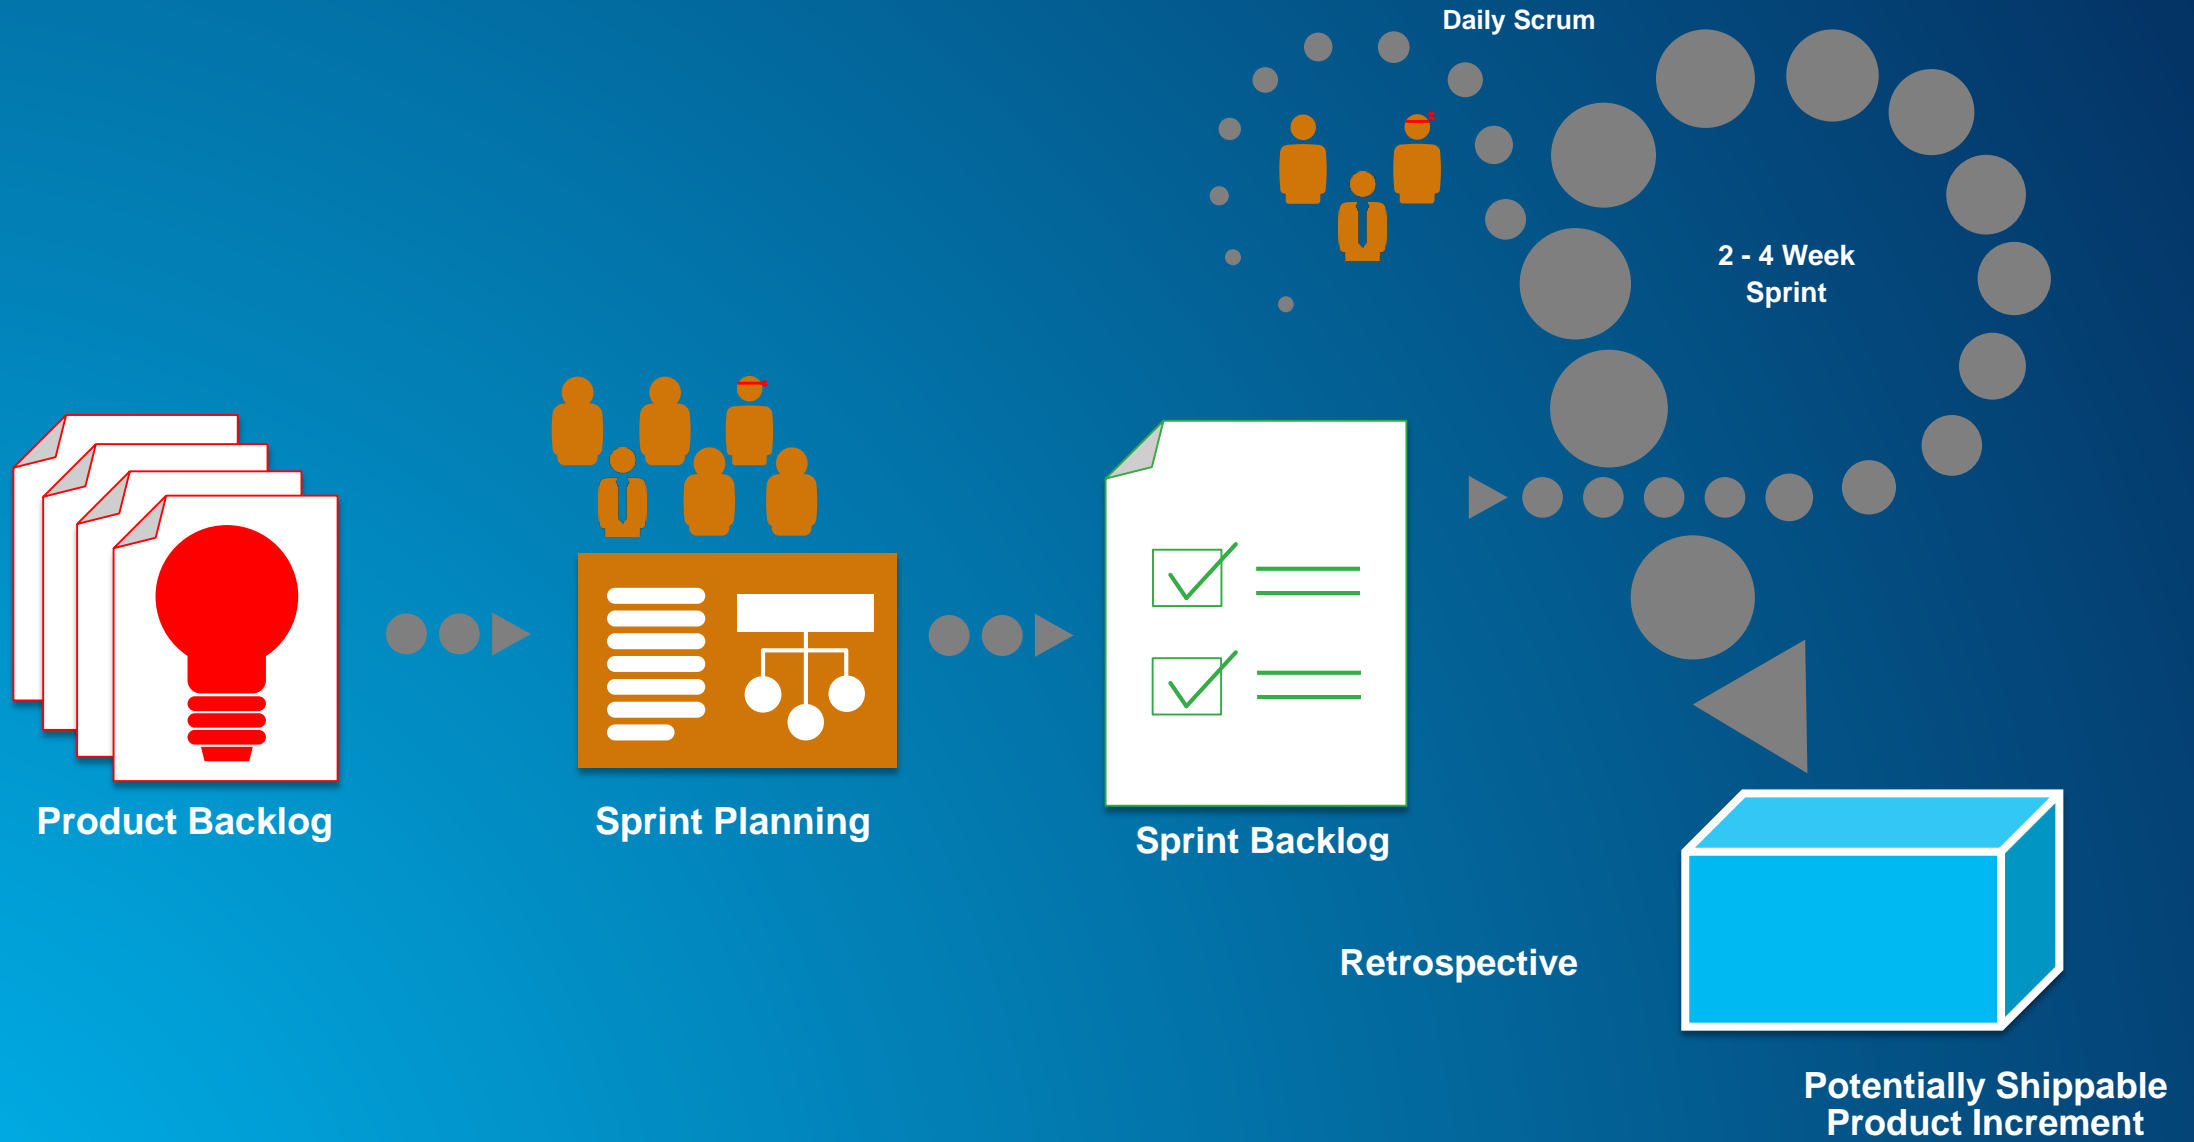 Daily Scrum
2 - 4 Week
Sprint
Product Backlog
Sprint Planning
Sprint Backlog
Retrospective
Potentially Shippable
Product Increment